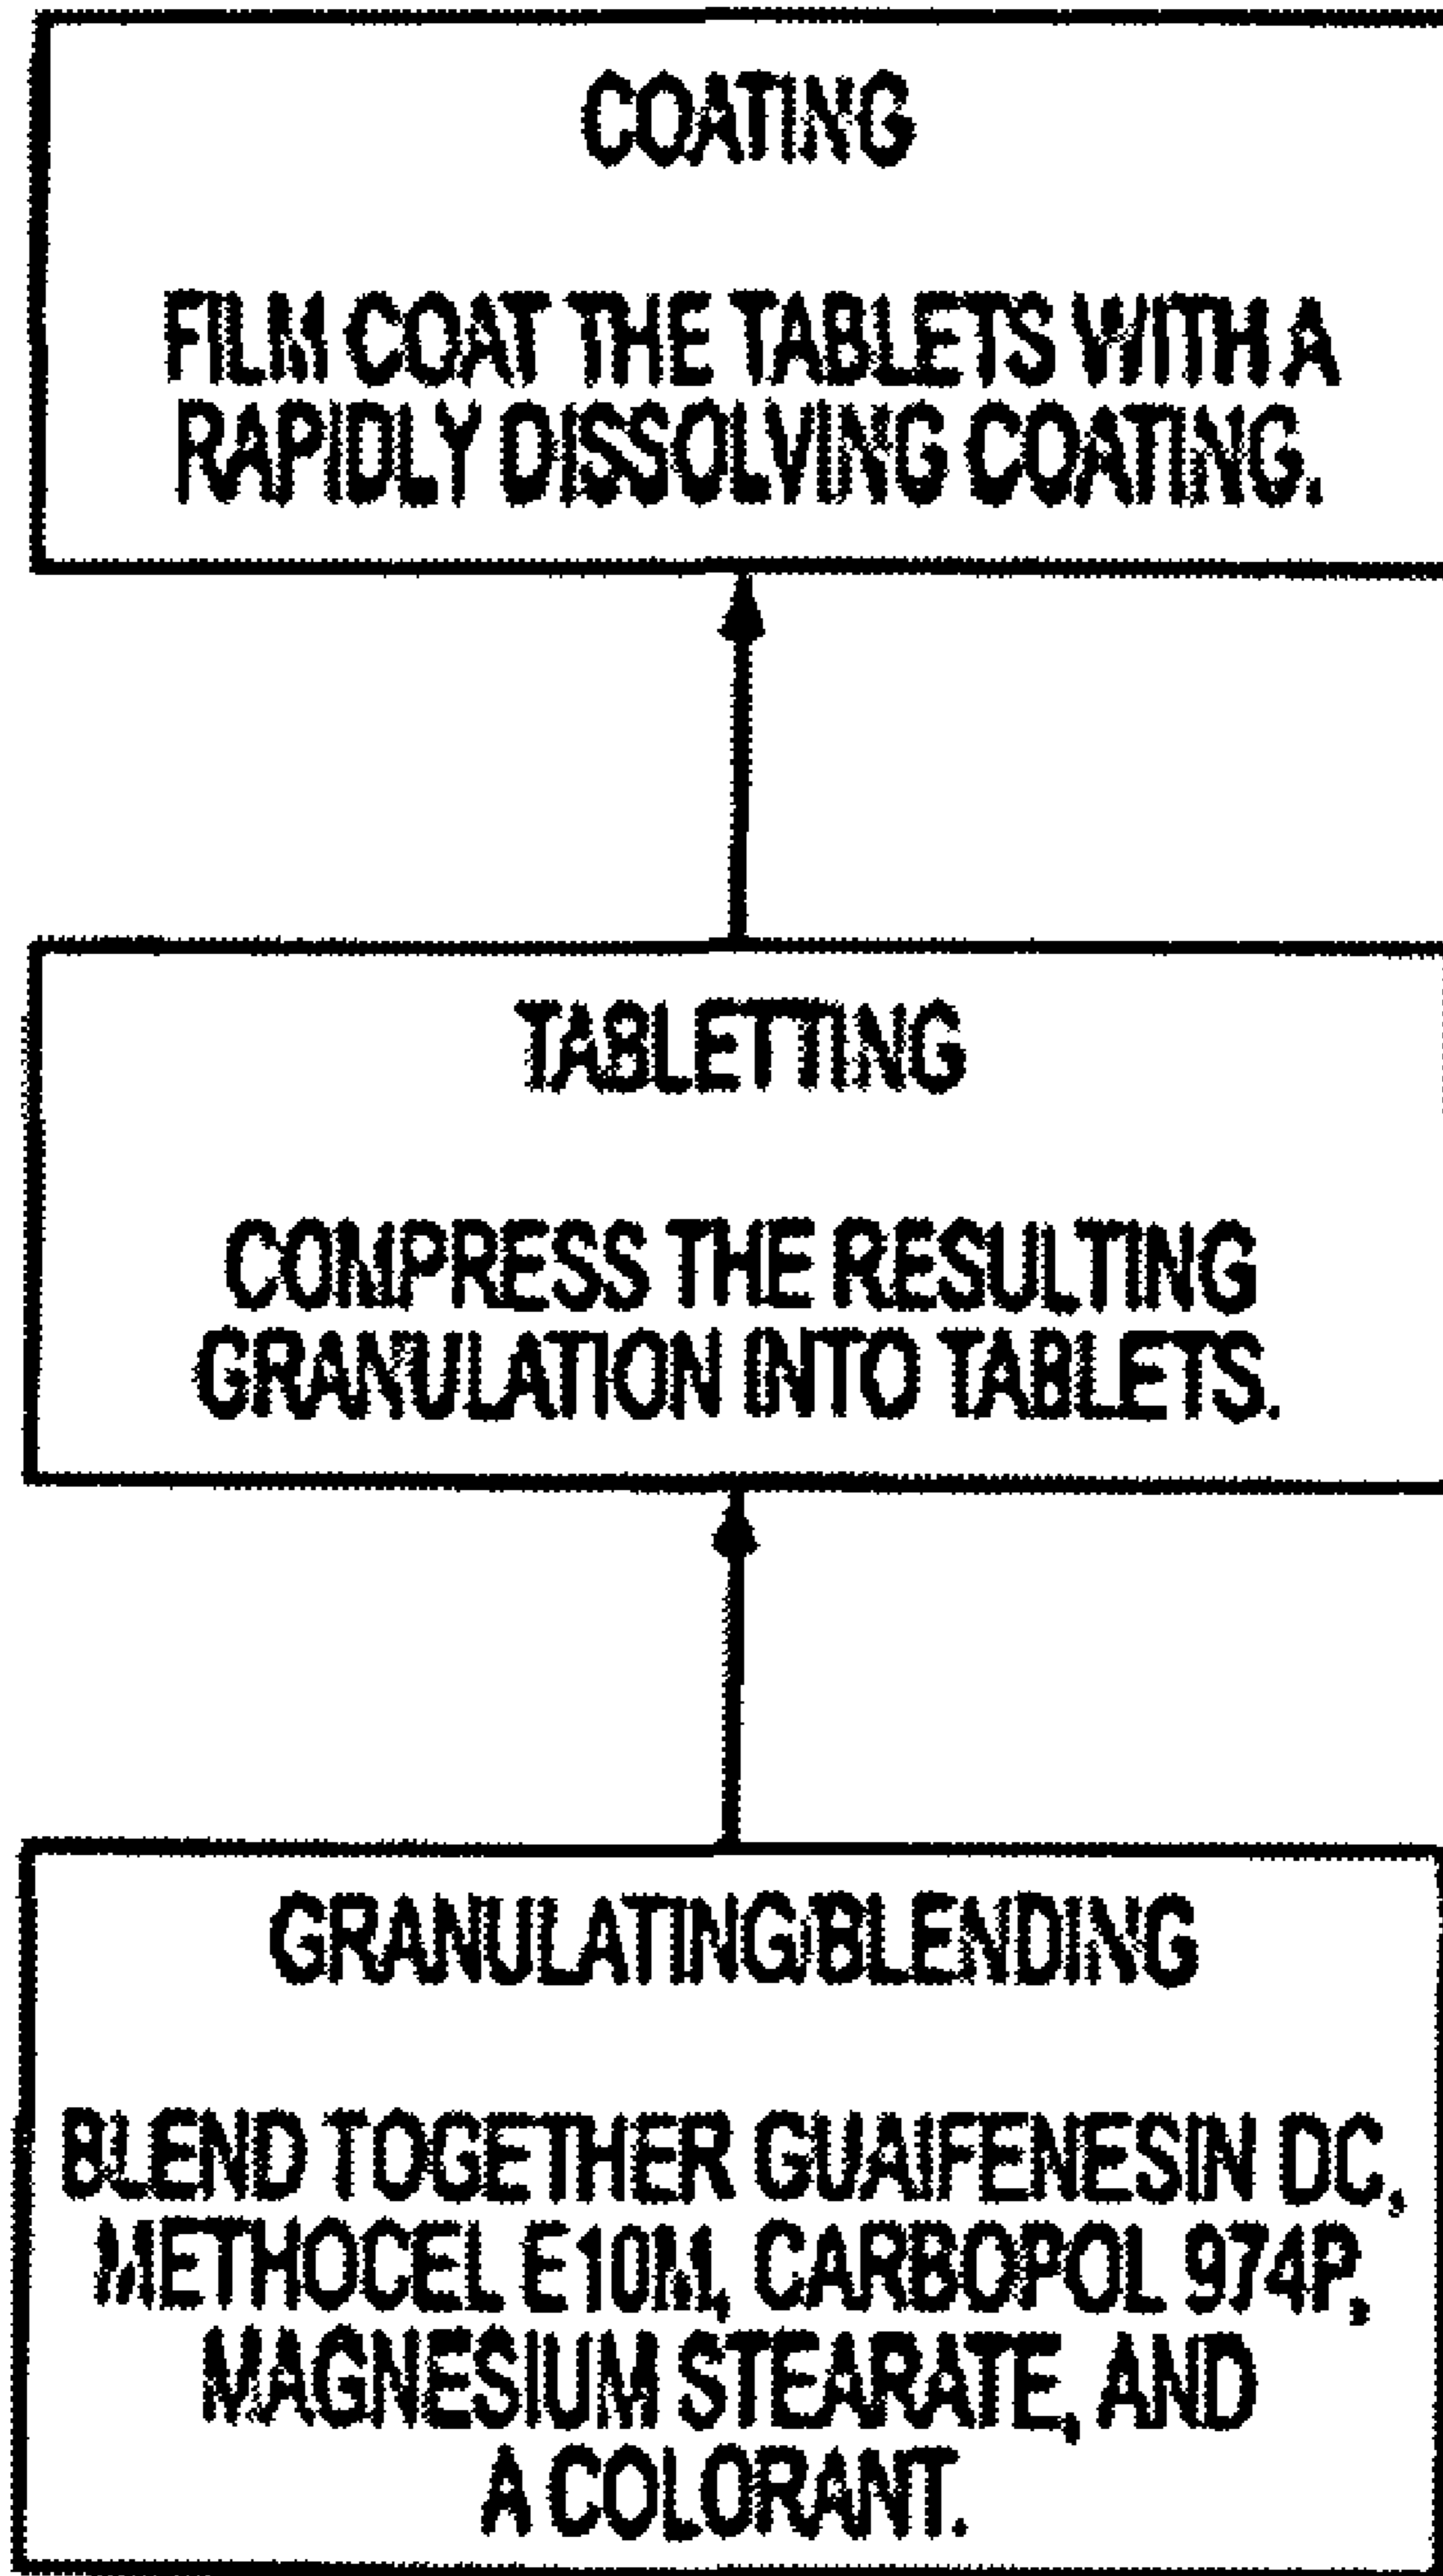 COATING
FILM COAT THE TABLETS WITH A
RAPIDLY DISSOLVING COATING.
TABLETTING
COMPRESS THE RESULTING
GRANULATION INTO TABLETS.
GRANULATING/BLENDING
BLEND TOGETHER GUAIFENESIN DC,
METHOCEL E10M, CARBOPOL 974P,
MAGNESIUM STEARATE, AND
A COLORANT.